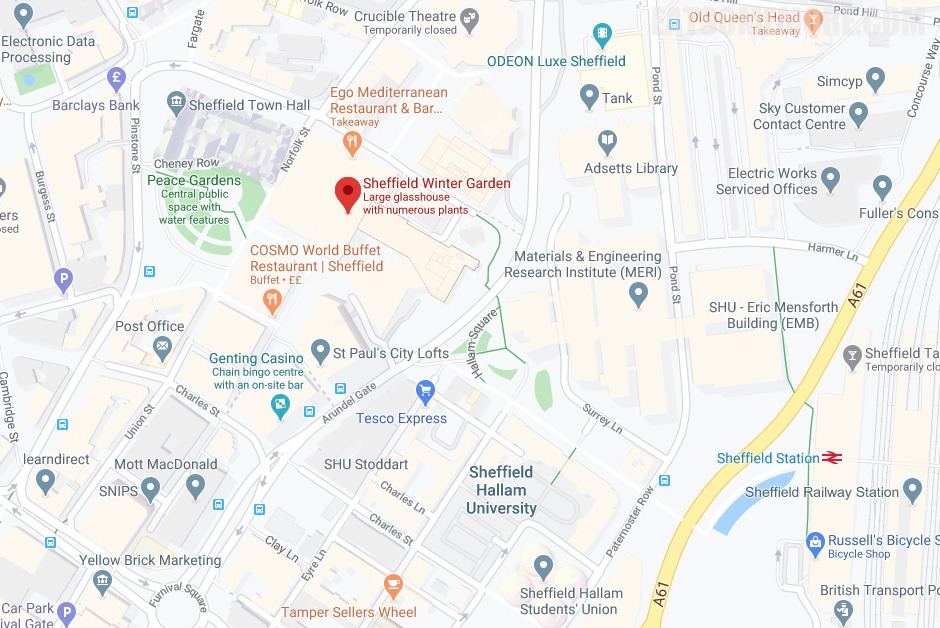 Norfolk Row
Crucible Theatre
Temporarily closed
Old Queen's Head
Takeaway
Pond Hill
Pond Hill
Fargate
Electronic Data
Processing
ODEON Luxe Sheffield
Concourse Way
Barclays Bank
Sheffield Town Hall
Ego Mediterranean
Restaurant & Bar...
Takeaway
Tank
Pond St
Simcyp
Sky Customer
Contact Centre
Pinstone St
Norfolk St
Cheney Row
Adsetts Library
Electric Works
Serviced Offices
Burgess St
Peace Gardens
Central public
space with
water features
Sheffield Winter Garden
Large glasshouse
with numerous plants
Fuller's Cons
ers
osed
COSMO World Buffet
Restaurant | Sheffield
Buffet • ££
Materials & Engineering
Research Institute (MERI)
Harmer Ln
Pond St
A61
SHU - Eric Mensforth
Building (EMB)
Post Office
Genting Casino
Chain bingo centre
with an on-site bar
St Paul's City Lofts
Hallam Square
Sheffield Ta
Temporarily clo
Cambridge St
Charles St
Union St
Arundel Gate
Tesco Express
Surrey Ln
learndirect
Mott MacDonald
SNIPS
SHU Stoddart
Sheffield
Hallam
University
Sheffield Station
Sheffield Railway Station
Charles Ln
Charles St
Paternoster Row
Clay Ln
Eyre Ln
Russell's Bicycle S
Bicycle Shop
Yellow Brick Marketing
Furnival Square
Tamper Sellers Wheel
Sheffield Hallam
Students' Union
A61
British Transport Po
Car Park
ival Gate